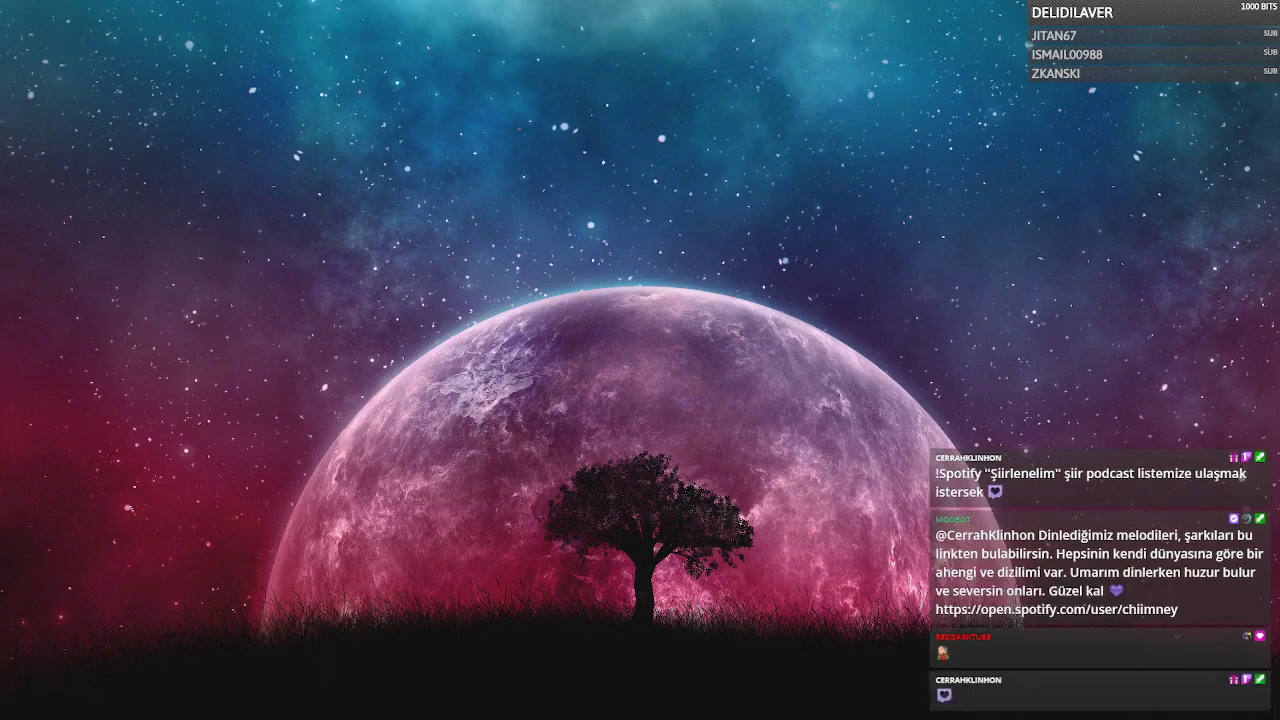 DELIDILAVER 1000 BITS
JITAN67 SUB
ISMAIL00988 SUB
ZKANSKI SUB
CERRAHKLINHON
!Spotify "Şiirlenelim" şiir podcast listemize ulaşmak
istersek
MOOBOT
@CerrahKlinhon Dinlediğimiz melodileri, şarkıları bu
linkten bulabilirsin. Hepsinin kendi dünyasına göre bir
ahengi ve dizilimi var. Umarım dinlerken huzur bulur
ve seversin onları. Güzel kal
https://open.spotify.com/user/chiimney
REDDARKTUBE
CERRAHKLINHON